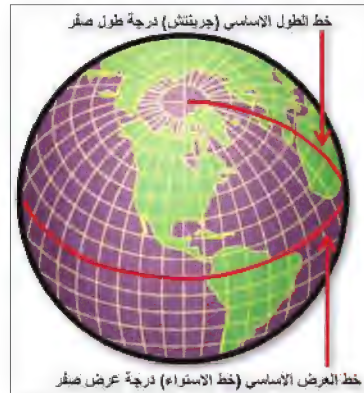 خط الطول الاساسي (جرينتش) درجة طول صفر
خط العرض الاساسي (خط الاستواء) درجة عرض صفر